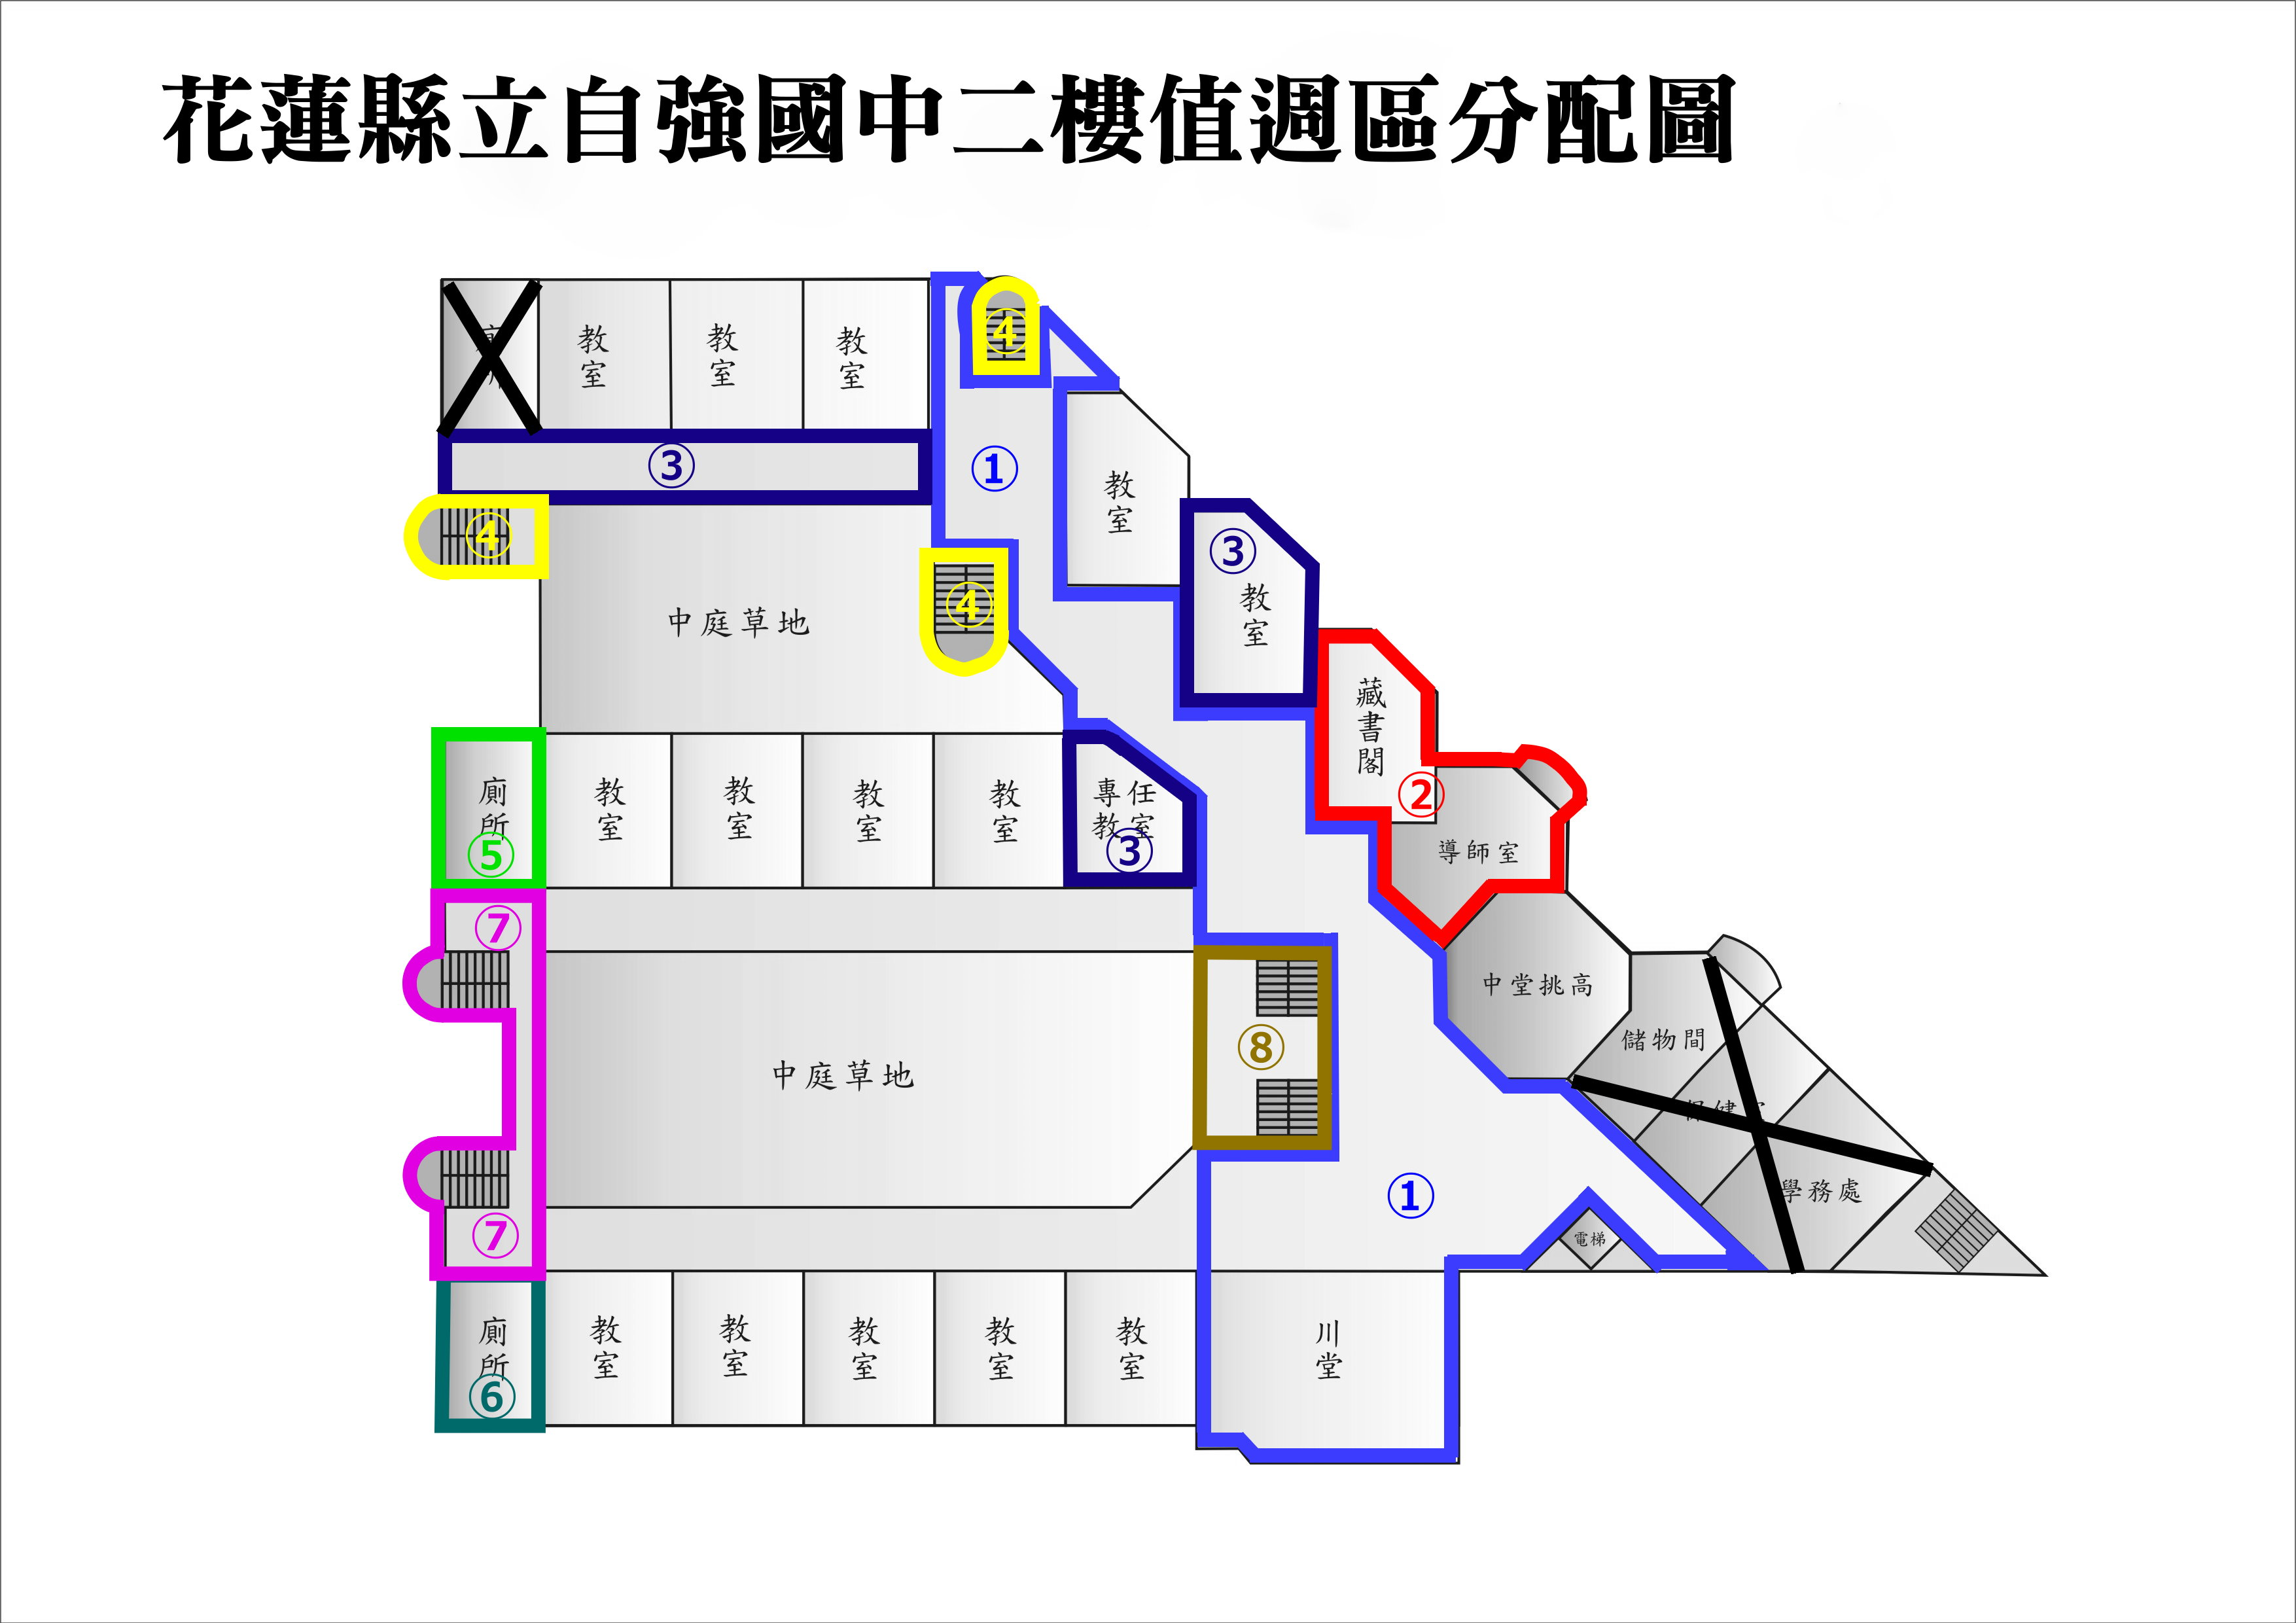 花蓮縣立自強國中二樓值週區分配圖
教室
教室
教室
④
③
①
教室
④
③
教室
④
中庭草地
藏書閣
②
導師室
廁所
⑤
教室
教室
教室
教室
專任教室
③
⑦
中堂挑高
儲物間
⑧
中庭草地
學務處
①
電梯
⑦
廁所
⑥
教室
教室
教室
教室
教室
川堂